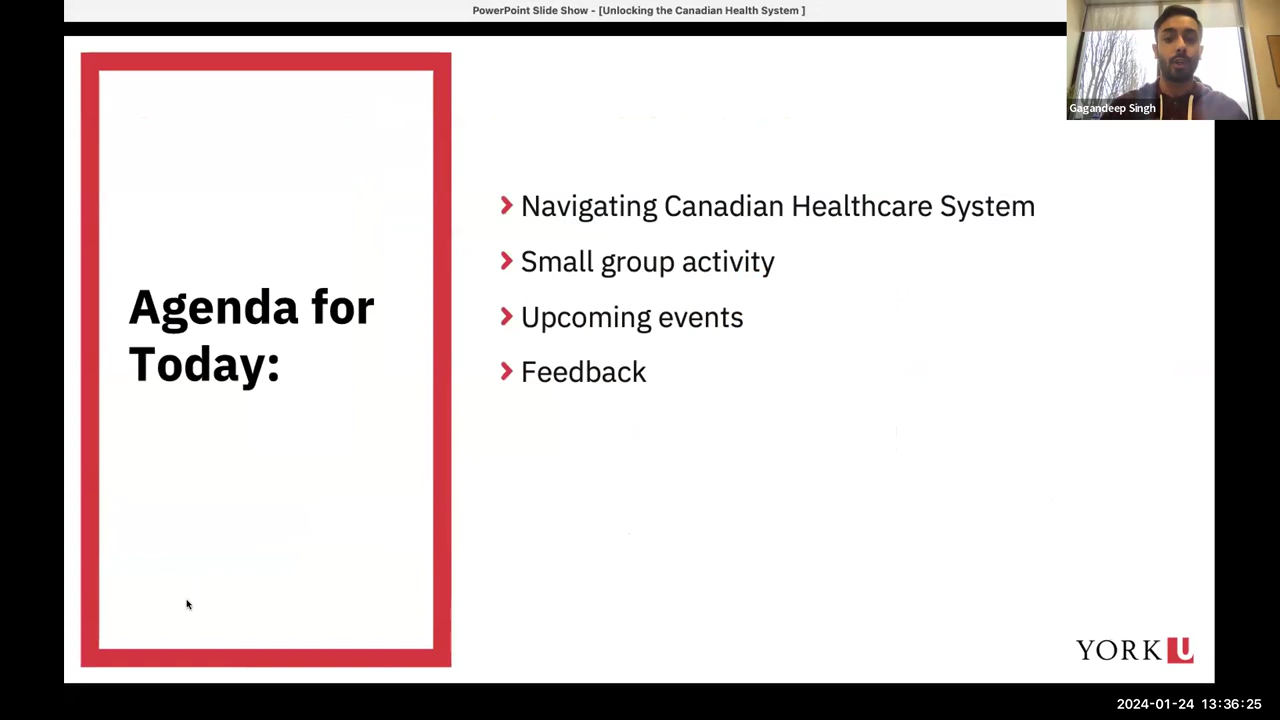 PowerPoint Slide Show - [Unlocking the Canadian Health System ]
Gagandeep Singh
Agenda for
Today:
Navigating Canadian Healthcare System
Small group activity
Upcoming events
Feedback
YORK U
2024-01-24 13:36:25